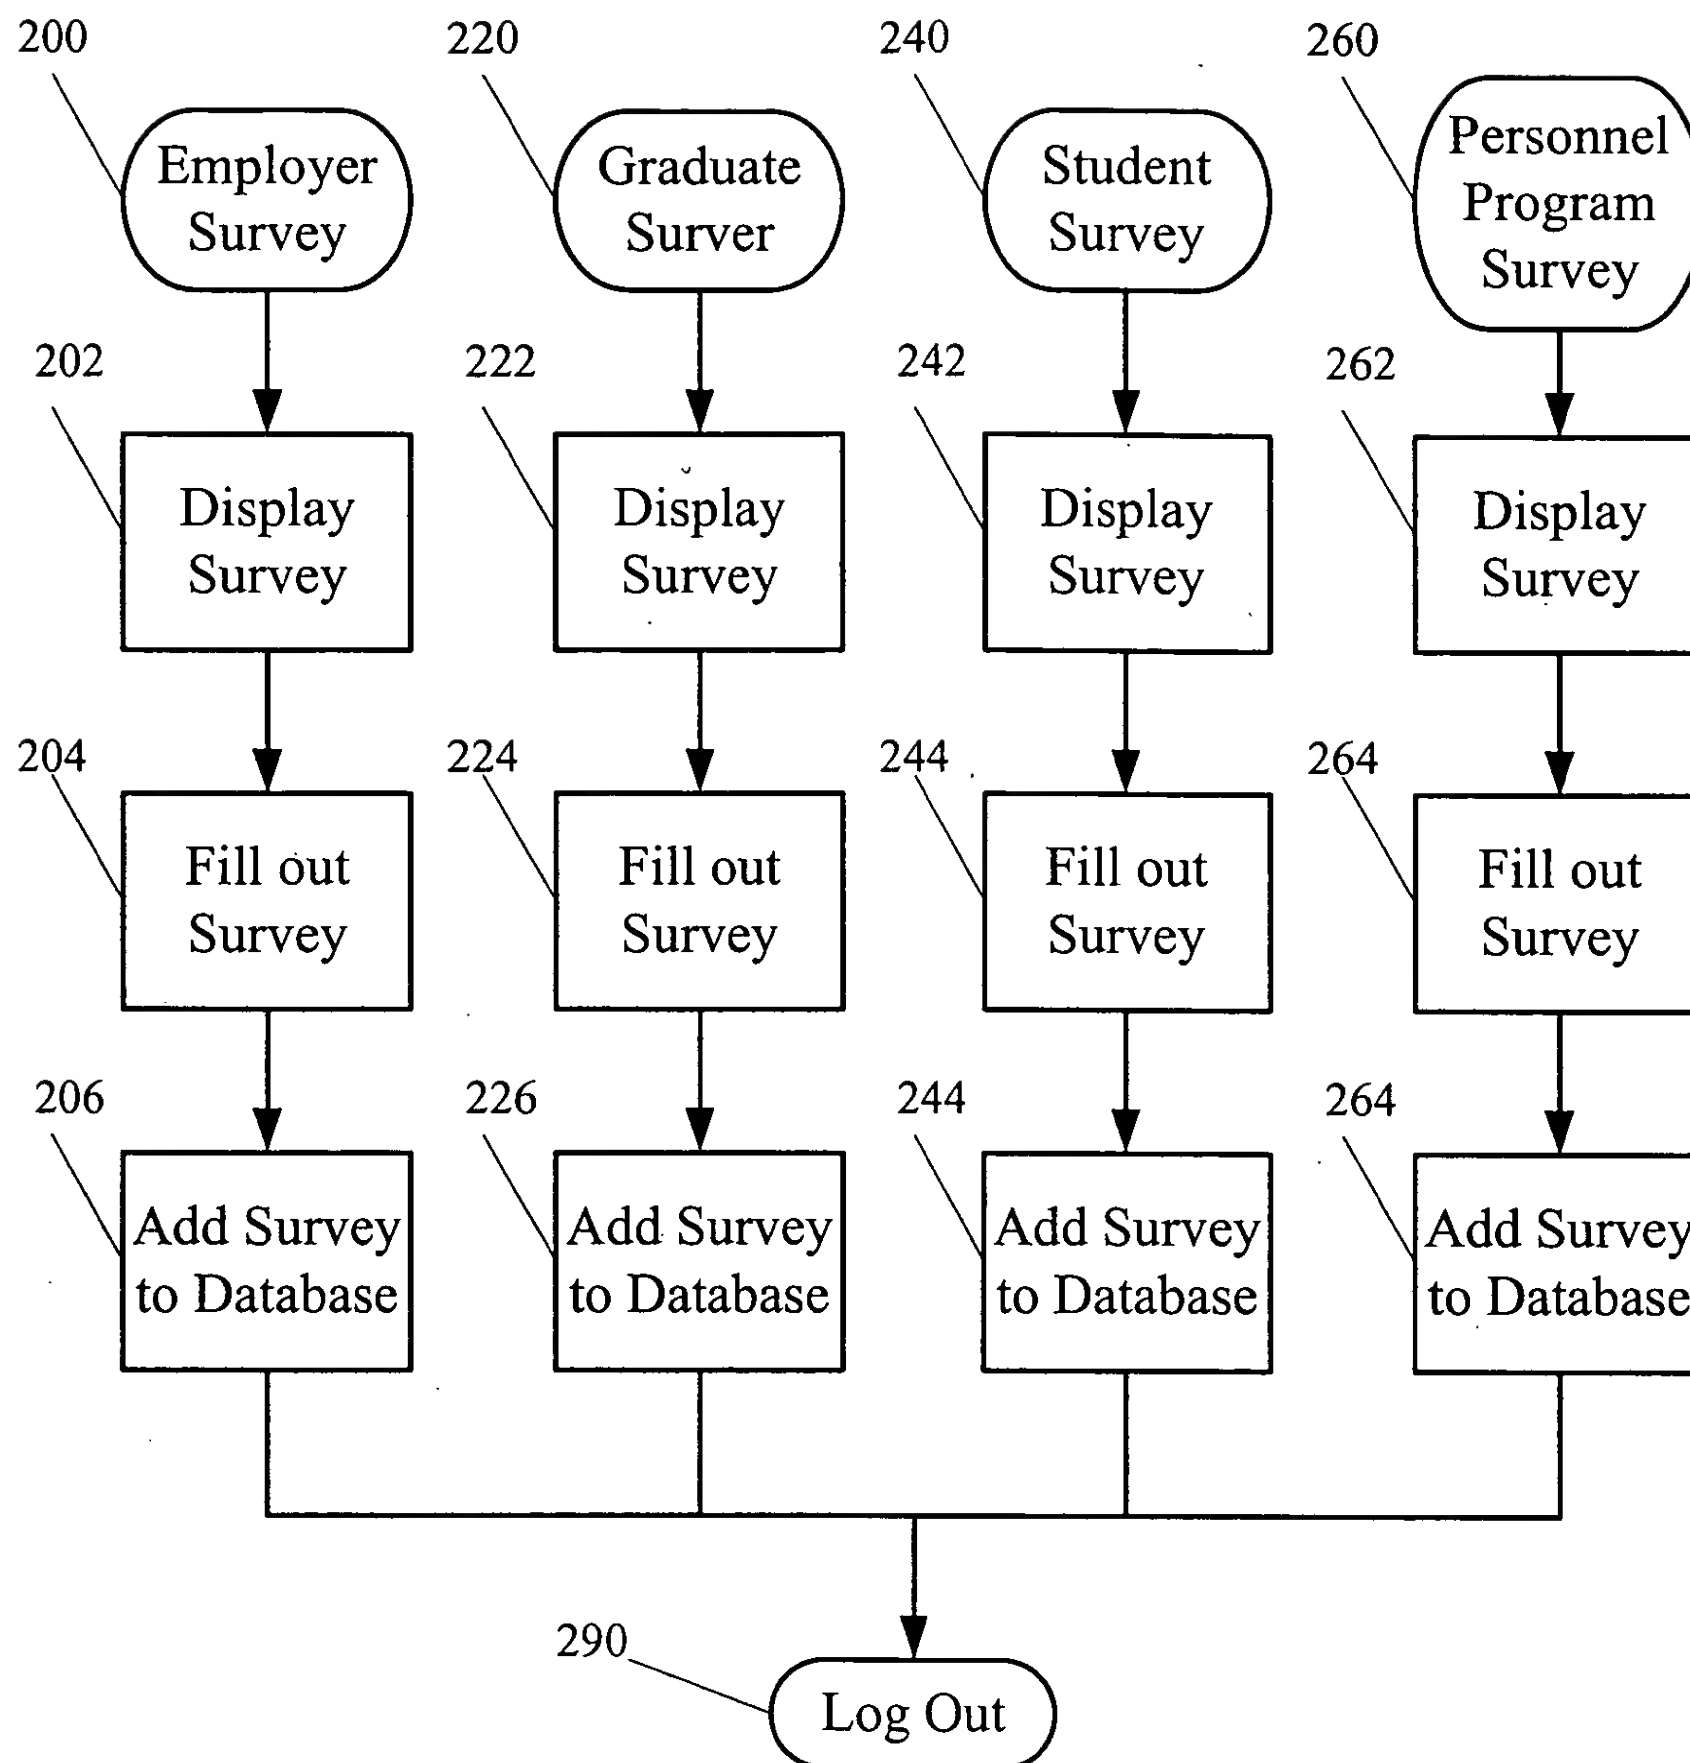 200
220
240
260
Employer
Survey
Graduate
Surver
Student
Survey
Personnel
Program
Survey
202
222
242
262
Display
Survey
Display
Survey
Display
Survey
Display
Survey
204
224
244
264
Fill out
Survey
Fill out
Survey
Fill out
Survey
Fill out
Survey
206
226
244
264
Add Survey
to Database
Add Survey
to Database
Add Survey
to Database
Add Survey
to Database
290
Log Out